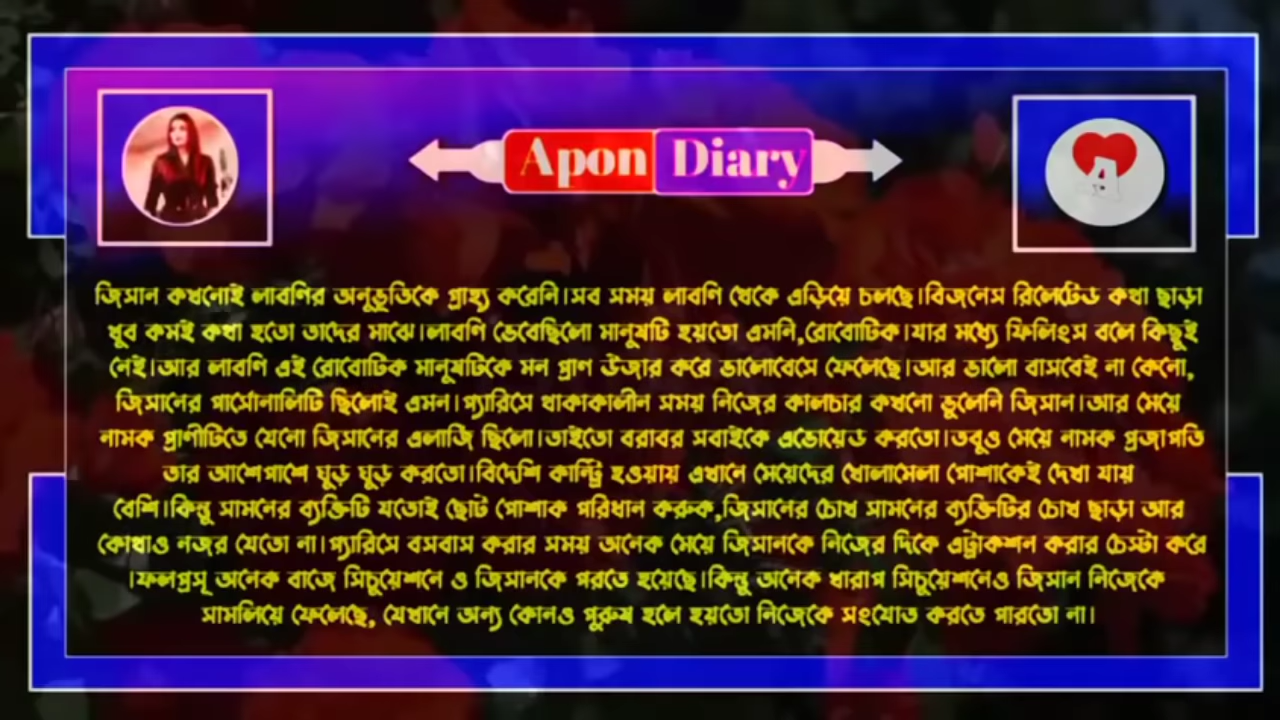 Apon Diary
A
জিসান কখনোই লাবণির অনূভূতিকে গ্রাহ্য করেনি।সব সময় লাবণি থেকে এড়িয়ে চলছে।বিজনেস রিলেটেড কথা ছাড়া
খুব কমই কথা হতো তাদের মাঝে।লাবণি ভেবেছিলো মানুষটি হয়তো এমনি,রোবোটিক।যার মধ্যে ফিলিংস বলে কিছুই
নেই।আর লাবণি এই রোবোটিক মানুষটিকে মন প্রাণ উজার করে ভালোবেসে ফেলেছে।আর ভালো বাসবেই না কেনো,
জিসানের পার্সোনালিটি ছিলোই এমন।প্যারিসে থাকাকালীন সময় নিজের কালচার কখনো ভুলেনি জিসান।আর মেয়ে
নামক প্রাণীটিতে যেনো জিসানের এলার্জি ছিলো।তাইতো বরাবর সবাইকে এভোয়েড করতো।তবুও মেয়ে নামক প্রজাপতি
তার আশেপাশে ঘুড় ঘুড় করতো।বিদেশি কান্ট্রি হওয়ায় এখানে মেয়েদের খোলামেলা পোশাকেই দেখা যায়
বেশি।কিন্তু সামনের ব্যক্তিটি যতোই ছোট পোশাক পরিধান করুক,জিসানের চোখ সামনের ব্যক্তিটির চোখ ছাড়া আর
কোথাও নজর যেতো না।প্যারিসে বসবাস করার সময় অনেক মেয়ে জিসানকে নিজের দিকে এট্রাকশন করার চেস্টা করে
।ফলপ্রসূ অনেক বাজে সিচুয়েশনে ও জিসানকে পরতে হয়েছে।কিন্তু অনেক খারাপ সিচুয়েশনেও জিসান নিজেকে
সামলিয়ে ফেলেছে, যেখানে অন্য কোনও পুরুষ হলে হয়তো নিজেকে সংযোত করতে পারতো না।